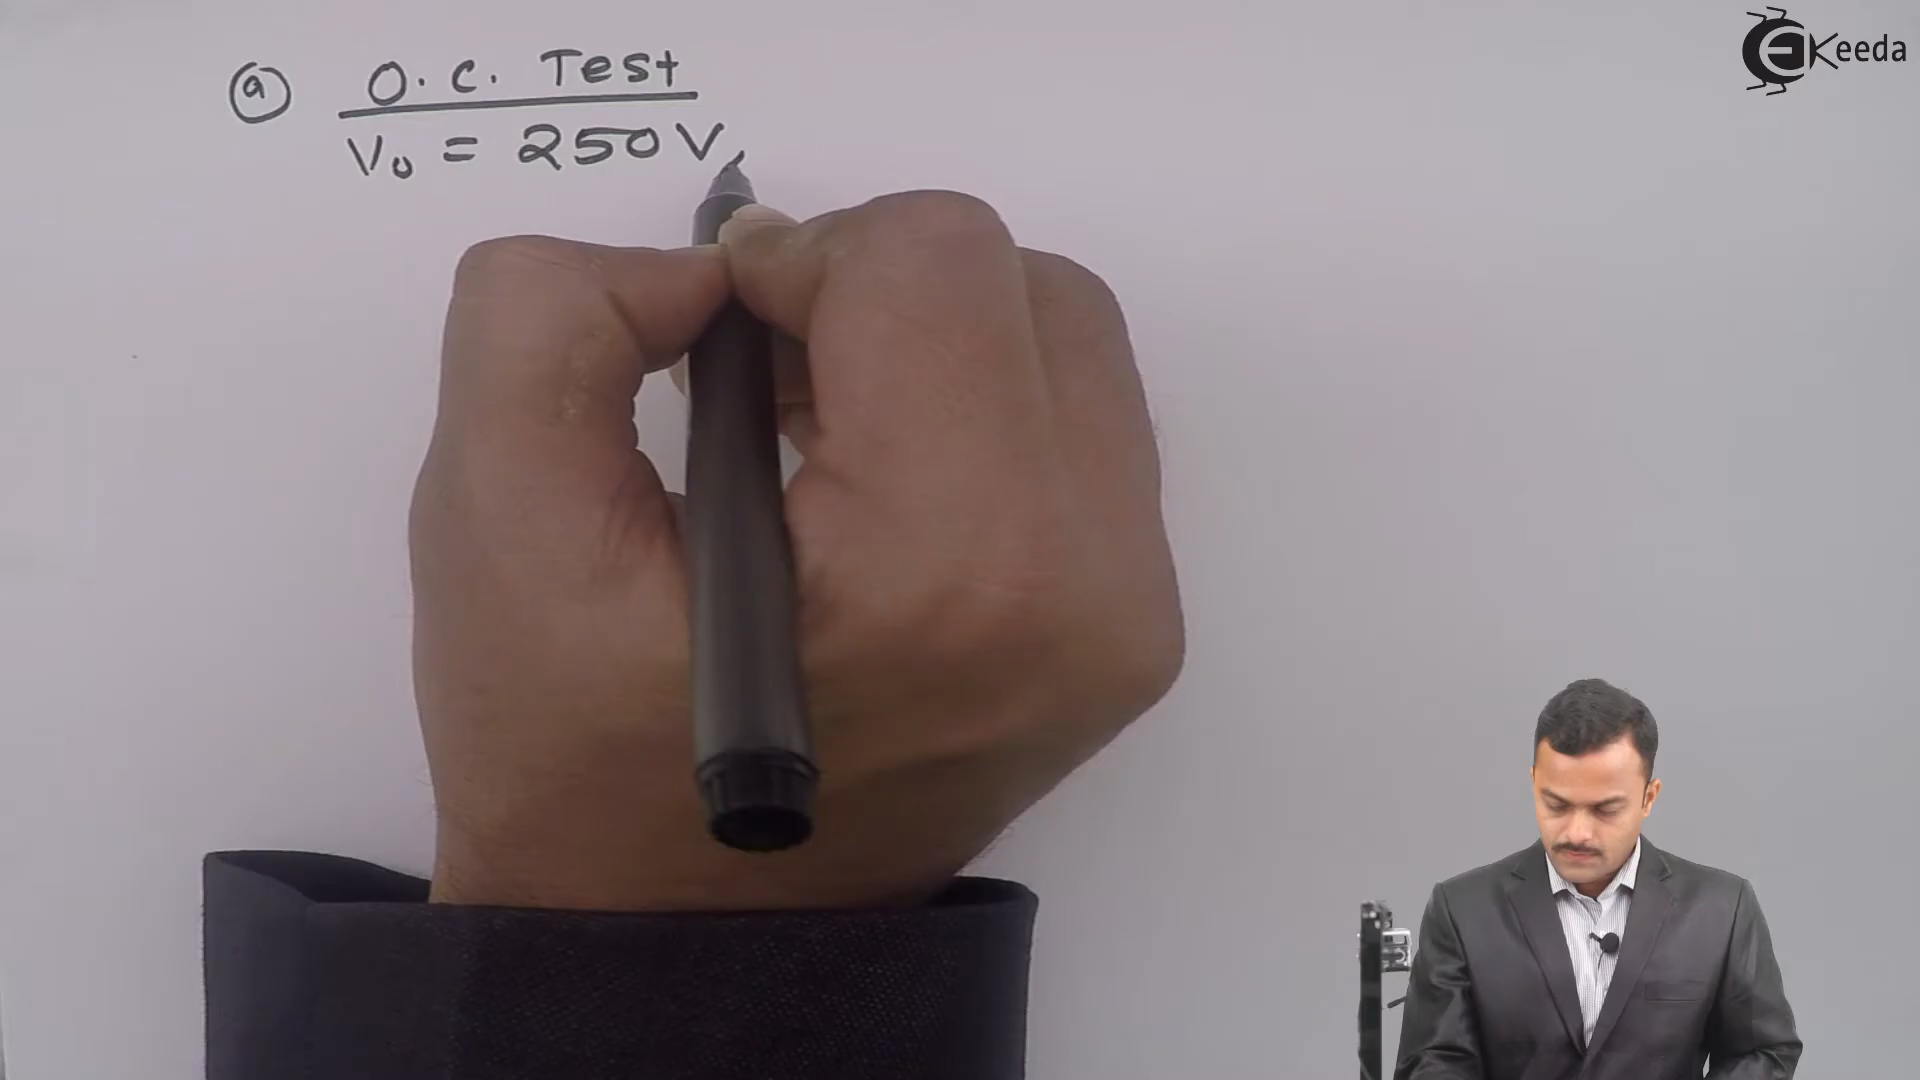 Keeda
(a) O.C. Test
V₀ = 250V,